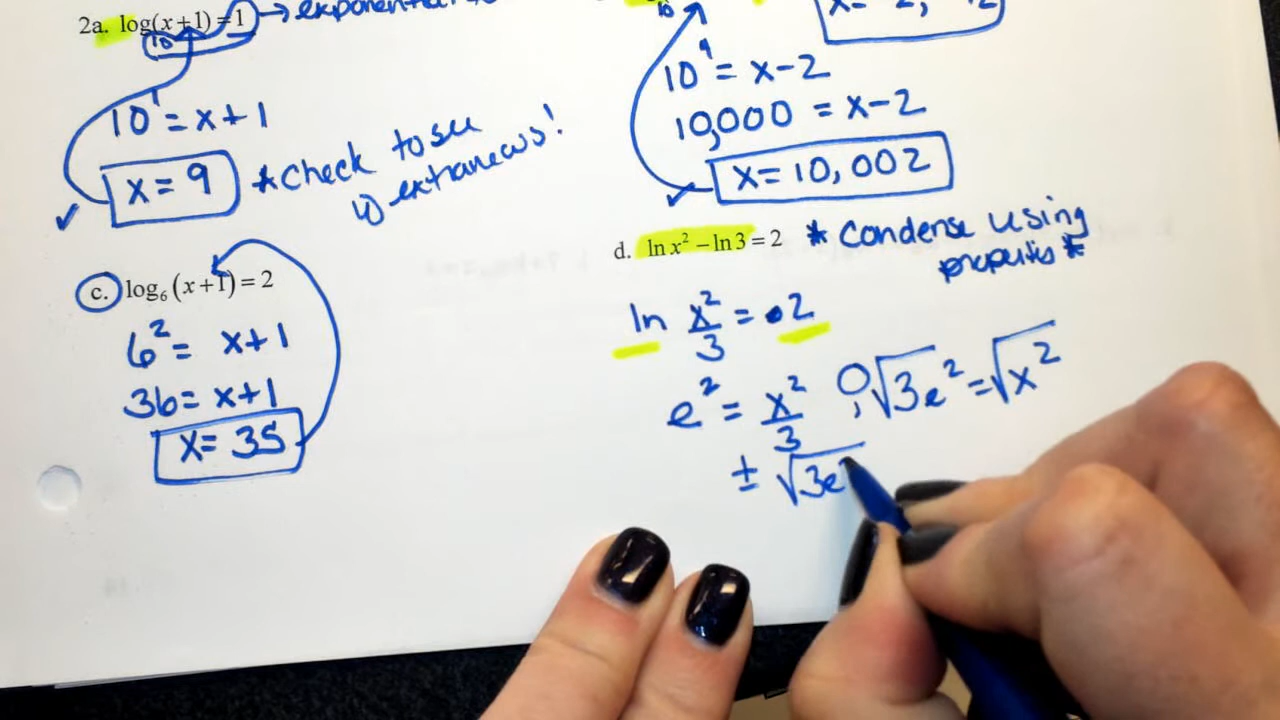 2a. log(x+1)=1 → exponential
10
10¹ = x+1
x = 9 * check to see
if extraneous!
c. log₆(x+1)=2
6² = x+1
36 = x+1
x = 35
10
x=
10⁴ = x-2
10,000 = x-2
x = 10,002
d. ln x² – ln 3 = 2 * Condense using
properties *
ln x²/3 = 2
e² = x²/3 , √3e² = √x²
± √3e